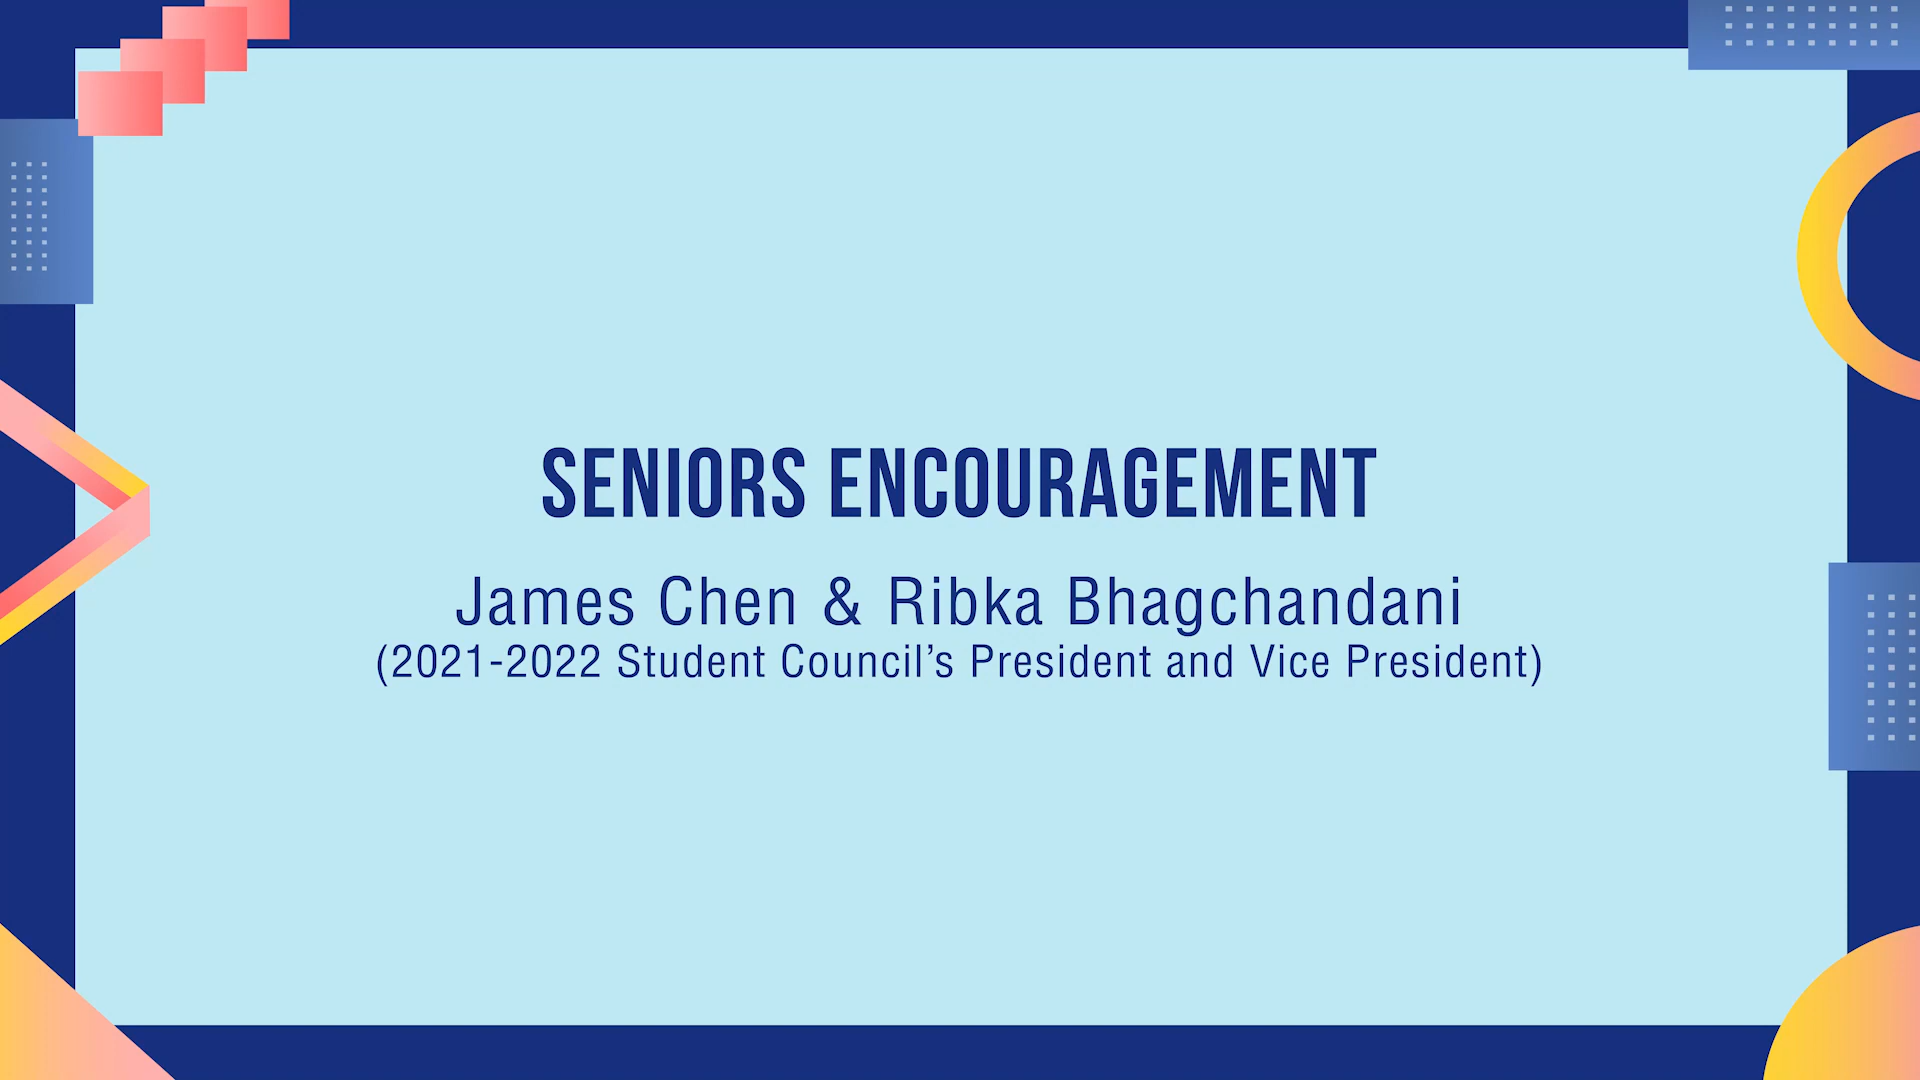 SENIORS ENCOURAGEMENT
James Chen & Ribka Bhagchandani
(2021-2022 Student Council’s President and Vice President)